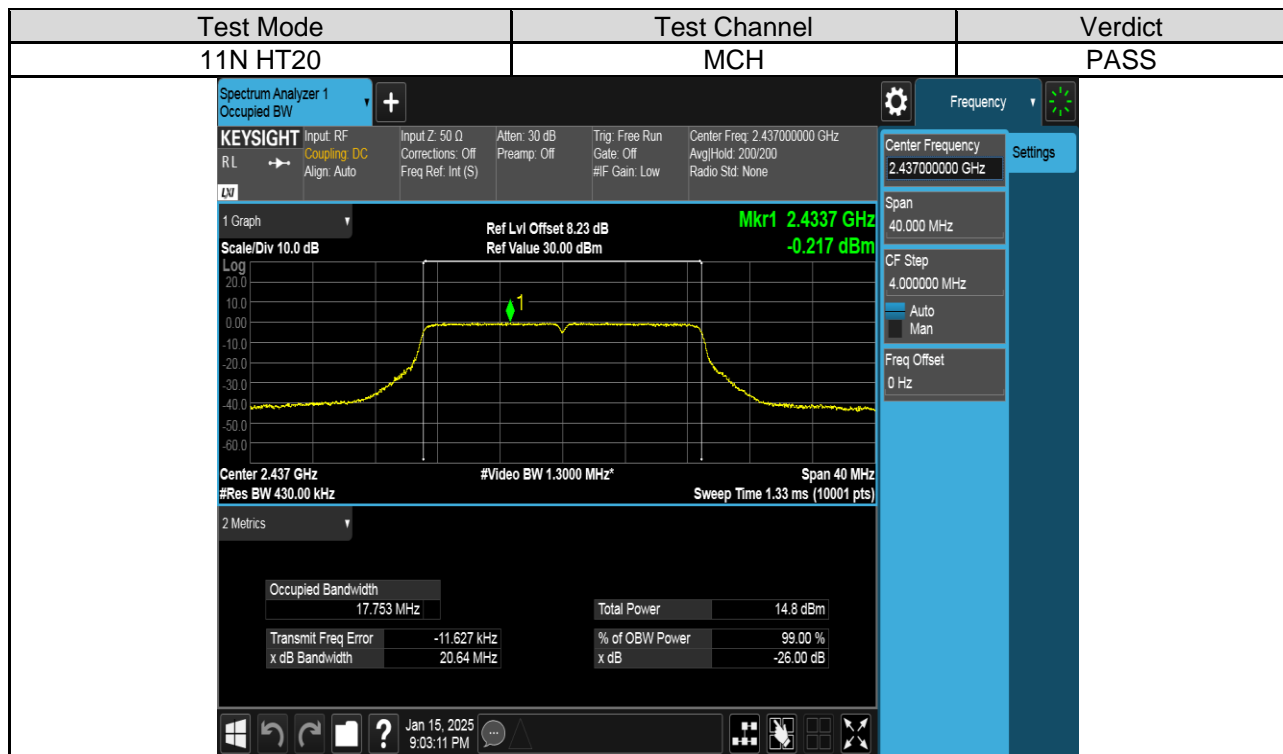 Test Mode Test Channel Verdict
11N HT20 MCH PASS
Spectrum Analyzer 1
Occupied BW
+
Frequency
KEYSIGHT Input: RF Input Z: 50 Ω Atten: 30 dB Trig: Free Run Center Freq: 2.437000000 GHz
RL Coupling: DC Corrections: Off Preamp: Off Gate: Off Avg|Hold: 200/200
Align: Auto Freq Ref: Int (S) #IF Gain: Low Radio Std: None
LXI
Center Frequency
2.437000000 GHz
Settings
Span
40.000 MHz
CF Step
4.000000 MHz
Auto
Man
Freq Offset
0 Hz
1 Graph
Ref Lvl Offset 8.23 dB
Mkr1 2.4337 GHz
Scale/Div 10.0 dB
Ref Value 30.00 dBm
-0.217 dBm
Log
20.0
10.0
1
0.00
-10.0
-20.0
-30.0
-40.0
-50.0
-60.0
Center 2.437 GHz #Video BW 1.3000 MHz* Span 40 MHz
#Res BW 430.00 kHz Sweep Time 1.33 ms (10001 pts)
2 Metrics
Occupied Bandwidth
17.753 MHz
Total Power 14.8 dBm
Transmit Freq Error -11.627 kHz % of OBW Power 99.00 %
x dB Bandwidth 20.64 MHz x dB -26.00 dB
?
Jan 15, 2025
9:03:11 PM